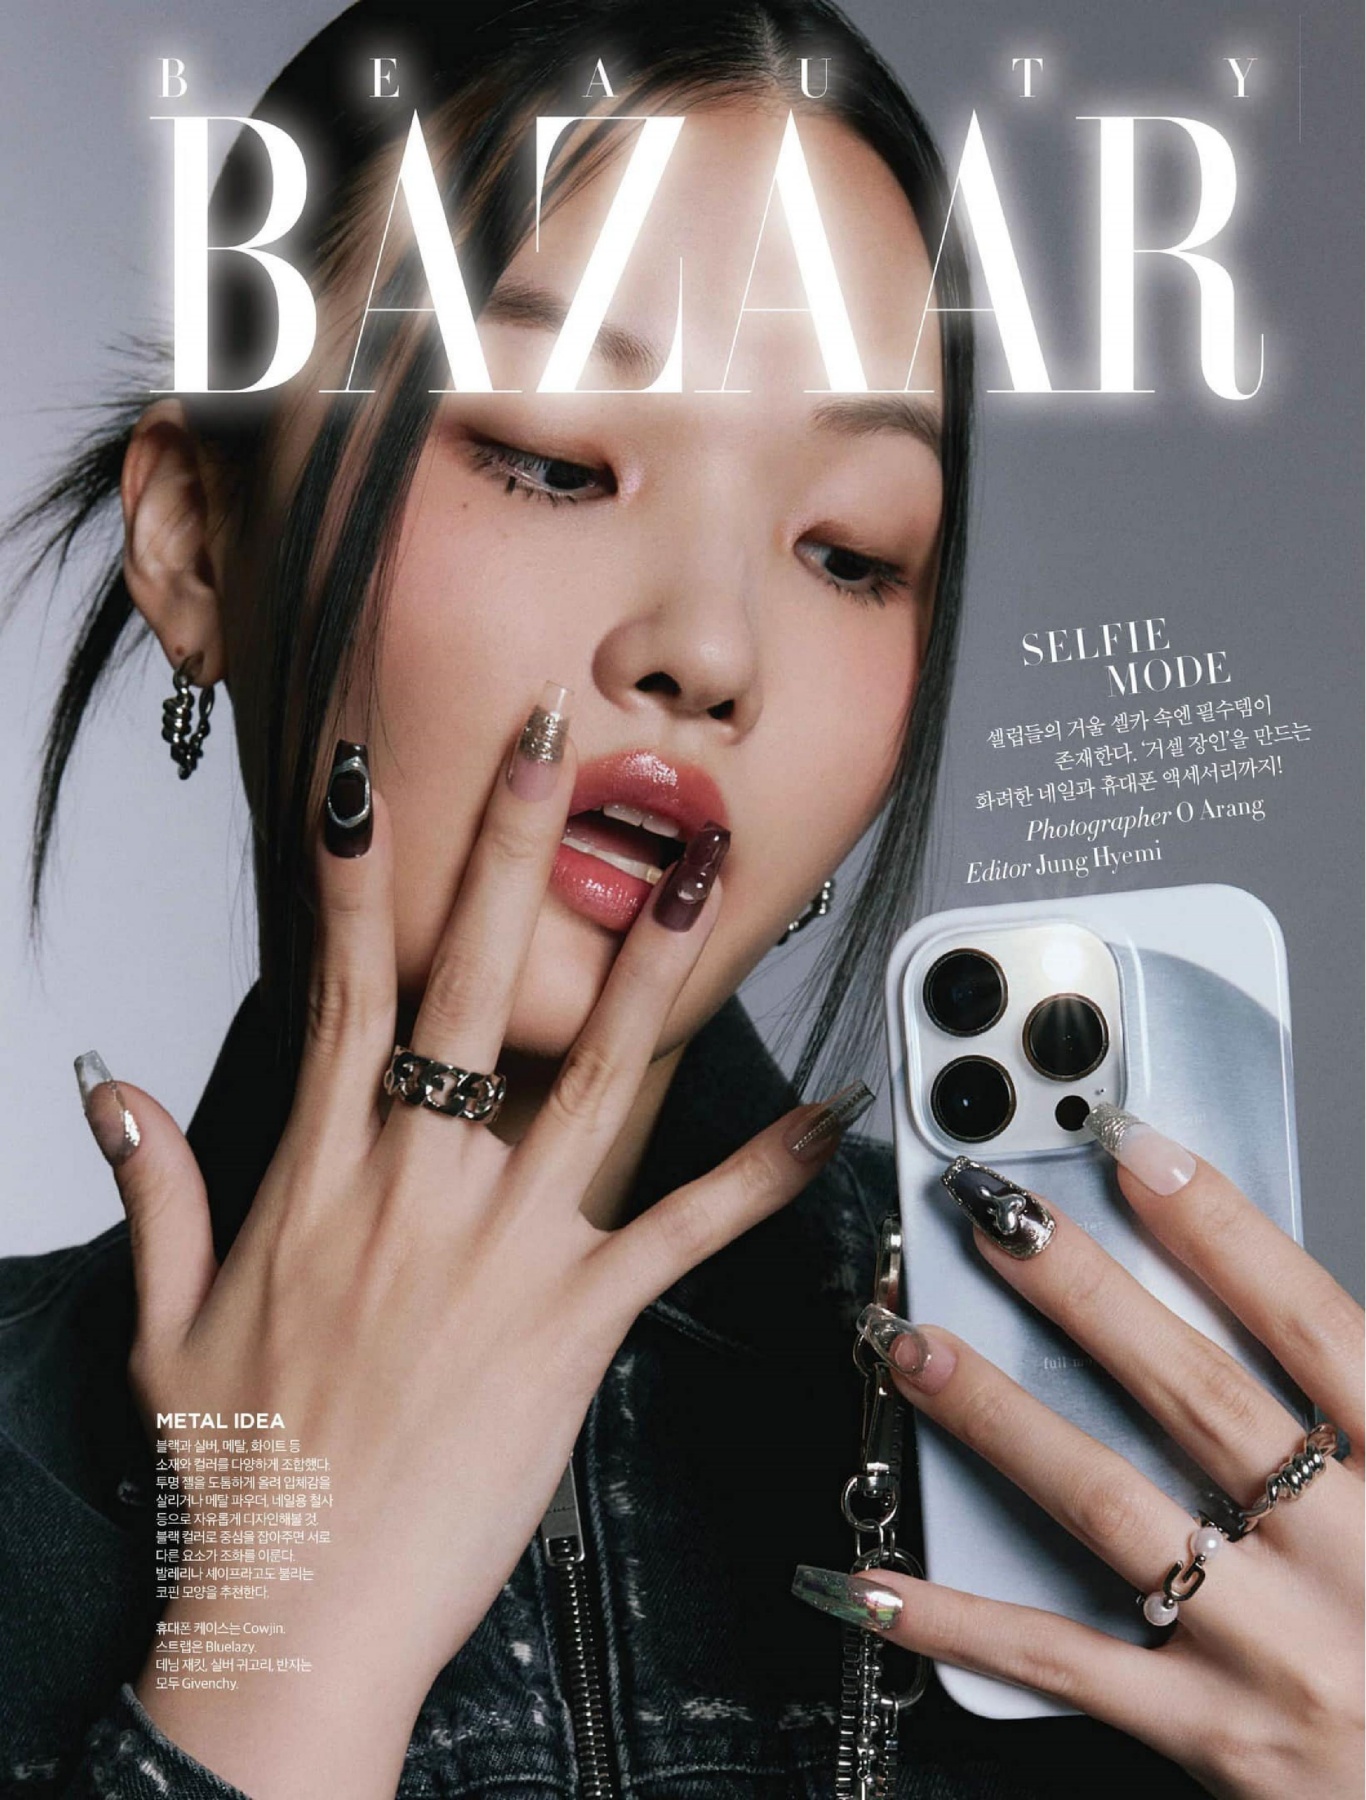 BEAUTY
BAZAAR
SELFIE
MODE
셀럽들의 거울 셀카 속엔 필수템이
존재한다. ‘거셀 장인’을 만드는
화려한 네일과 휴대폰 액세서리까지!
Photographer O Arang
Editor Jung Hyemi
full m
METAL IDEA
블랙과 실버, 메탈, 화이트 등
소재와 컬러를 다양하게 조합했다.
투명 젤을 도톰하게 올려 입체감을
살리거나 메탈 파우더, 네일용 철사
등으로 자유롭게 디자인해볼 것.
블랙 컬러로 중심을 잡아주면 서로
다른 요소가 조화를 이룬다.
발레리나 셰이프라고도 불리는
코핀 모양을 추천한다.
휴대폰 케이스는 Cowjin.
스트랩은 Bluelazy.
데님 재킷, 실버 귀고리, 반지는
모두 Givenchy.